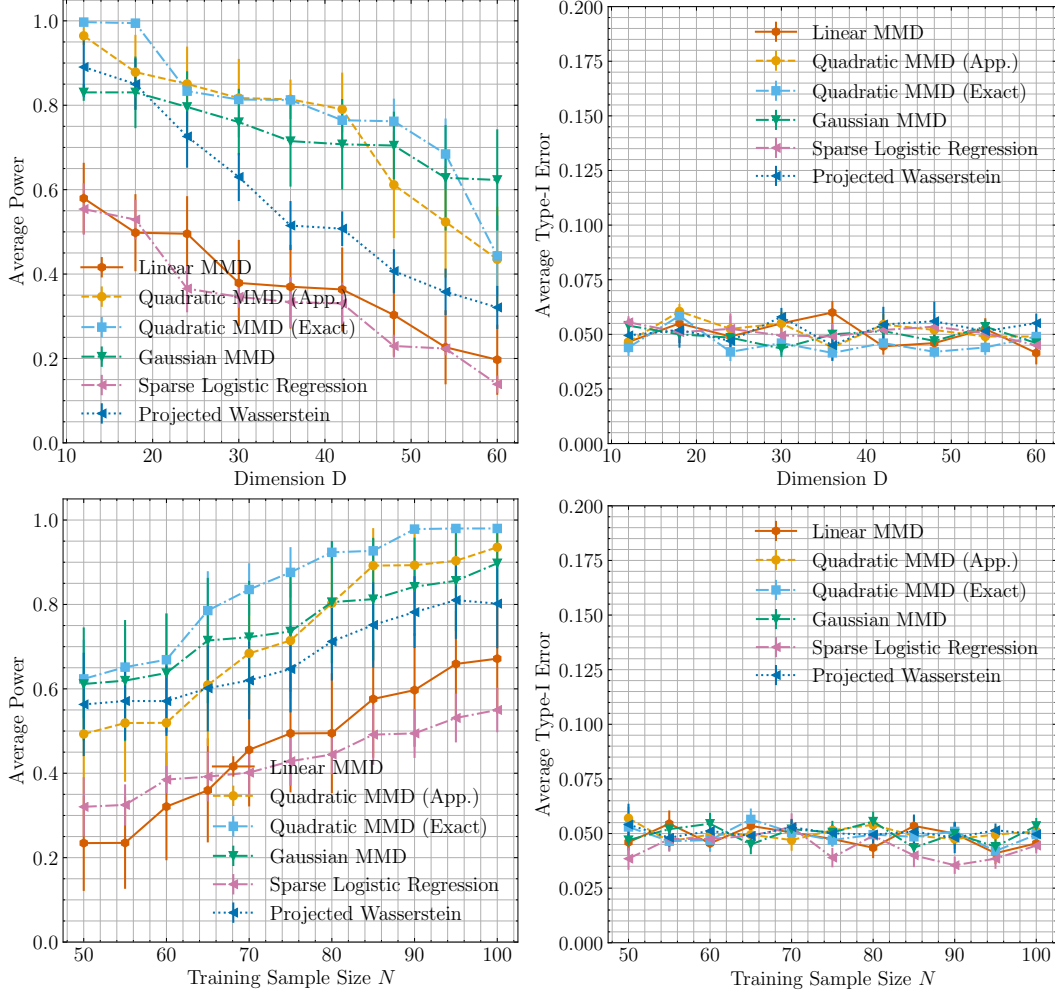 1.0
0.8
0.6
0.4
0.2
0.0
Average Power
Linear MMD
Quadratic MMD (App.)
Quadratic MMD (Exact)
Gaussian MMD
Sparse Logistic Regression
Projected Wasserstein
10 20 30 40 50 60
Dimension D
0.200
0.175
0.150
0.125
0.100
0.075
0.050
0.025
0.000
Average Type-I Error
Linear MMD
Quadratic MMD (App.)
Quadratic MMD (Exact)
Gaussian MMD
Sparse Logistic Regression
Projected Wasserstein
10 20 30 40 50 60
Dimension D
1.0
0.8
0.6
0.4
0.2
0.0
Average Power
Linear MMD
Quadratic MMD (App.)
Quadratic MMD (Exact)
Gaussian MMD
Sparse Logistic Regression
Projected Wasserstein
50 60 70 80 90 100
Training Sample Size N
0.200
0.175
0.150
0.125
0.100
0.075
0.050
0.025
0.000
Average Type-I Error
Linear MMD
Quadratic MMD (App.)
Quadratic MMD (Exact)
Gaussian MMD
Sparse Logistic Regression
Projected Wasserstein
50 60 70 80 90 100
Training Sample Size N